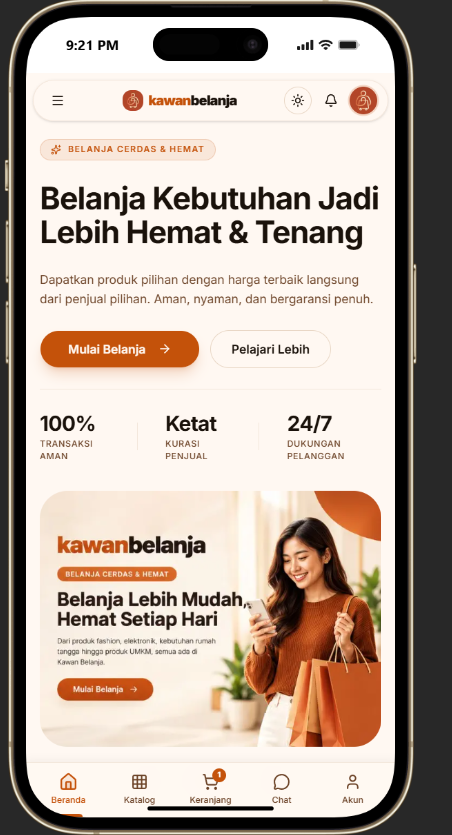 9:21 PM
kawanbelanja
BELANJA CERDAS & HEMAT
Belanja Kebutuhan Jadi
Lebih Hemat & Tenang
Dapatkan produk pilihan dengan harga terbaik langsung
dari penjual pilihan. Aman, nyaman, dan bergaransi penuh.
Mulai Belanja →
Pelajari Lebih
100%
TRANSAKSI
AMAN
Ketat
KURASI
PENJUAL
24/7
DUKUNGAN
PELANGGAN
kawanbelanja
BELANJA CERDAS & HEMAT
Belanja Lebih Mudah,
Hemat Setiap Hari
Dari produk fashion, elektronik, kebutuhan rumah
tangga hingga produk UMKM, semua ada di
Kawan Belanja.
Mulai Belanja →
1
Beranda
Katalog
Keranjang
Chat
Akun